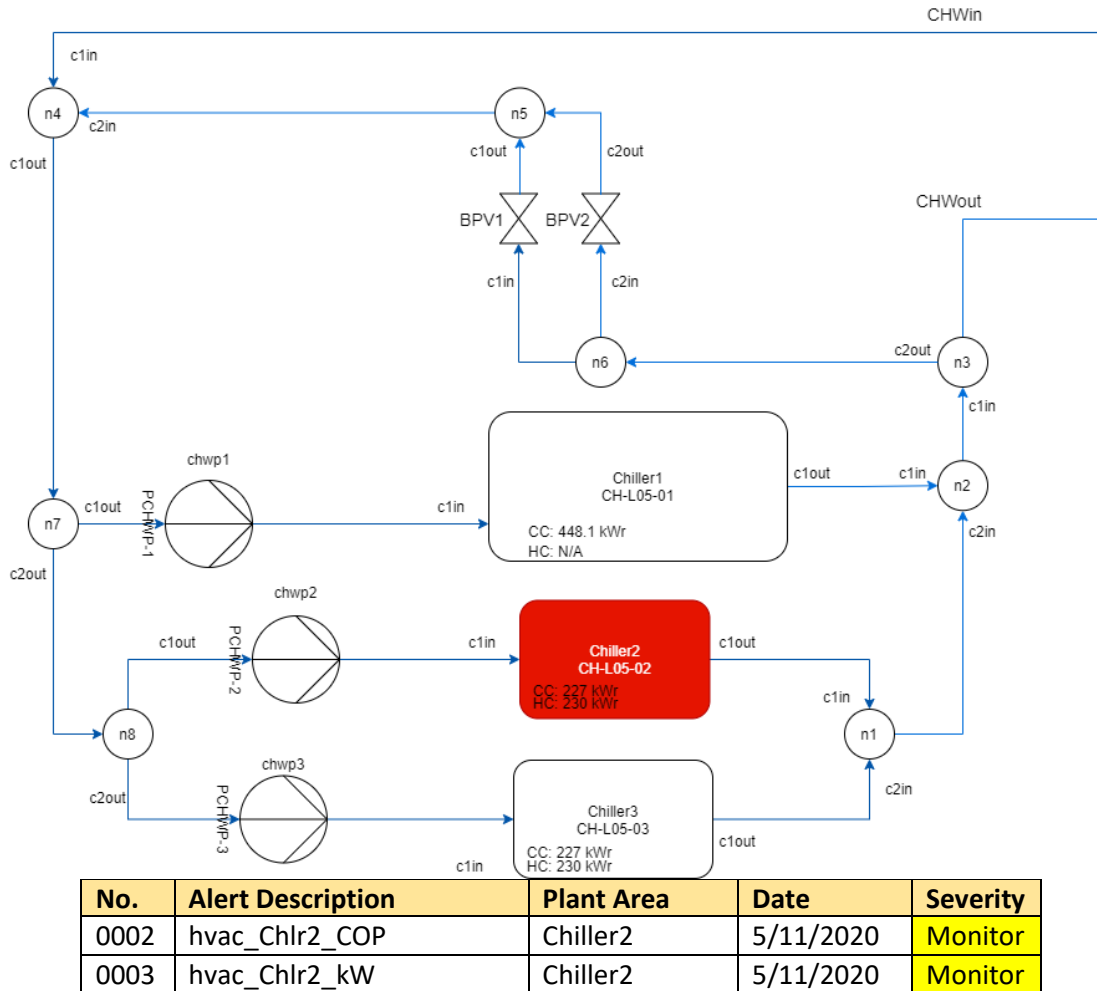 CHWin
c1in
n4
n5
c2in
c1out
c1out
c2out
BPV1
BPV2
CHWout
c1in
c2in
n6
c2out
n3
c1in
chwp1
Chiller1
CH-L05-01
c1out
c1in
n2
n7
c1out
PCHWP-1
c1in
CC: 448.1 kWr
HC: N/A
c2in
c2out
chwp2
c1out
PCHWP-2
c1in
Chiller2
CH-L05-02
c1out
CC: 227 kWr
HC: 230 kWr
c1in
n8
n1
chwp3
c2out
PCHWP-3
c2in
Chiller3
CH-L05-03
c1out
CC: 227 kWr
HC: 230 kWr
c1in
No. Alert Description Plant Area Date Severity
0002 hvac_Chlr2_COP Chiller2 5/11/2020 Monitor
0003 hvac_Chlr2_kW Chiller2 5/11/2020 Monitor